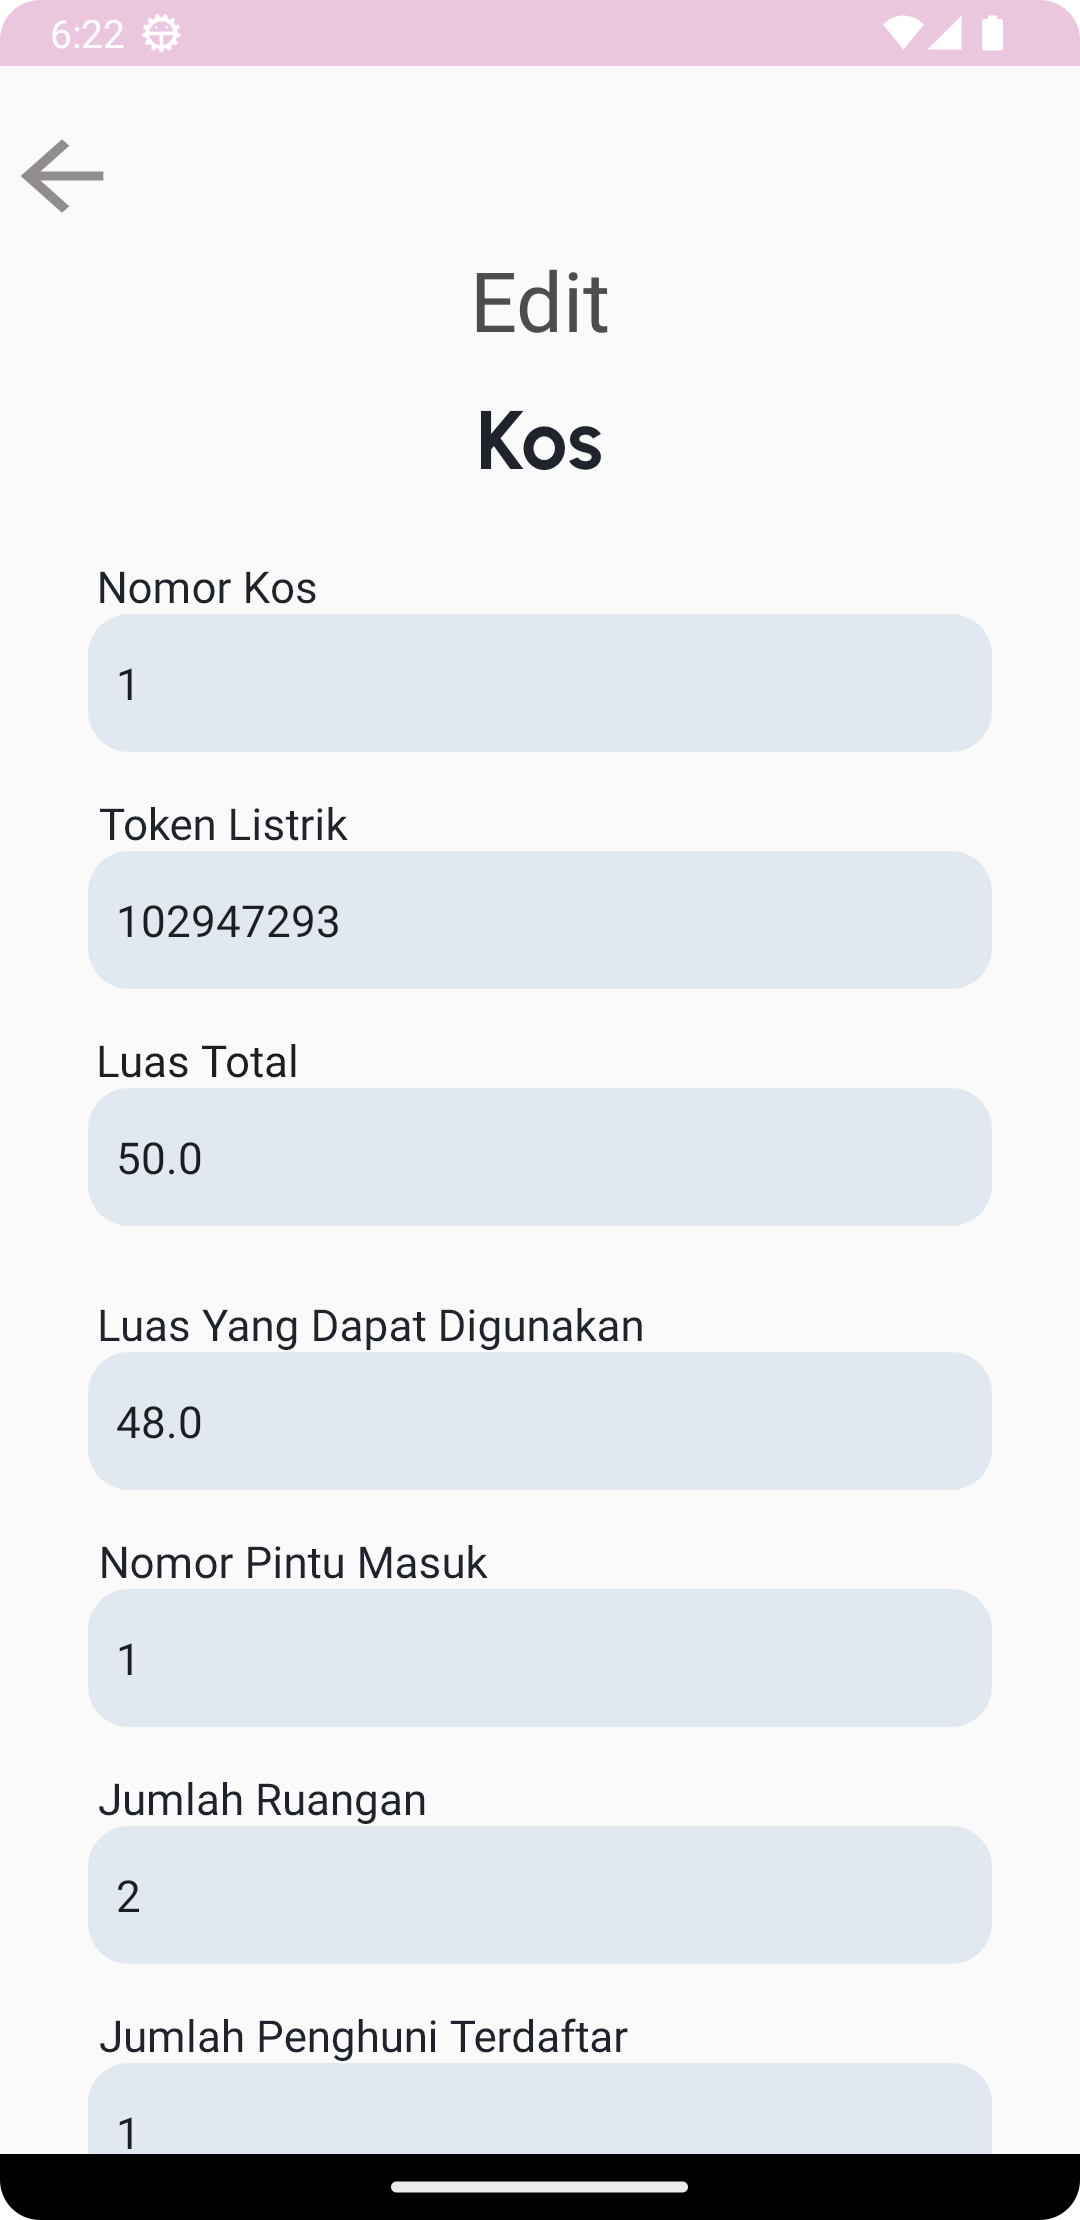 6:22
Edit
Kos
Nomor Kos
1
Token Listrik
102947293
Luas Total
50.0
Luas Yang Dapat Digunakan
48.0
Nomor Pintu Masuk
1
Jumlah Ruangan
2
Jumlah Penghuni Terdaftar
1